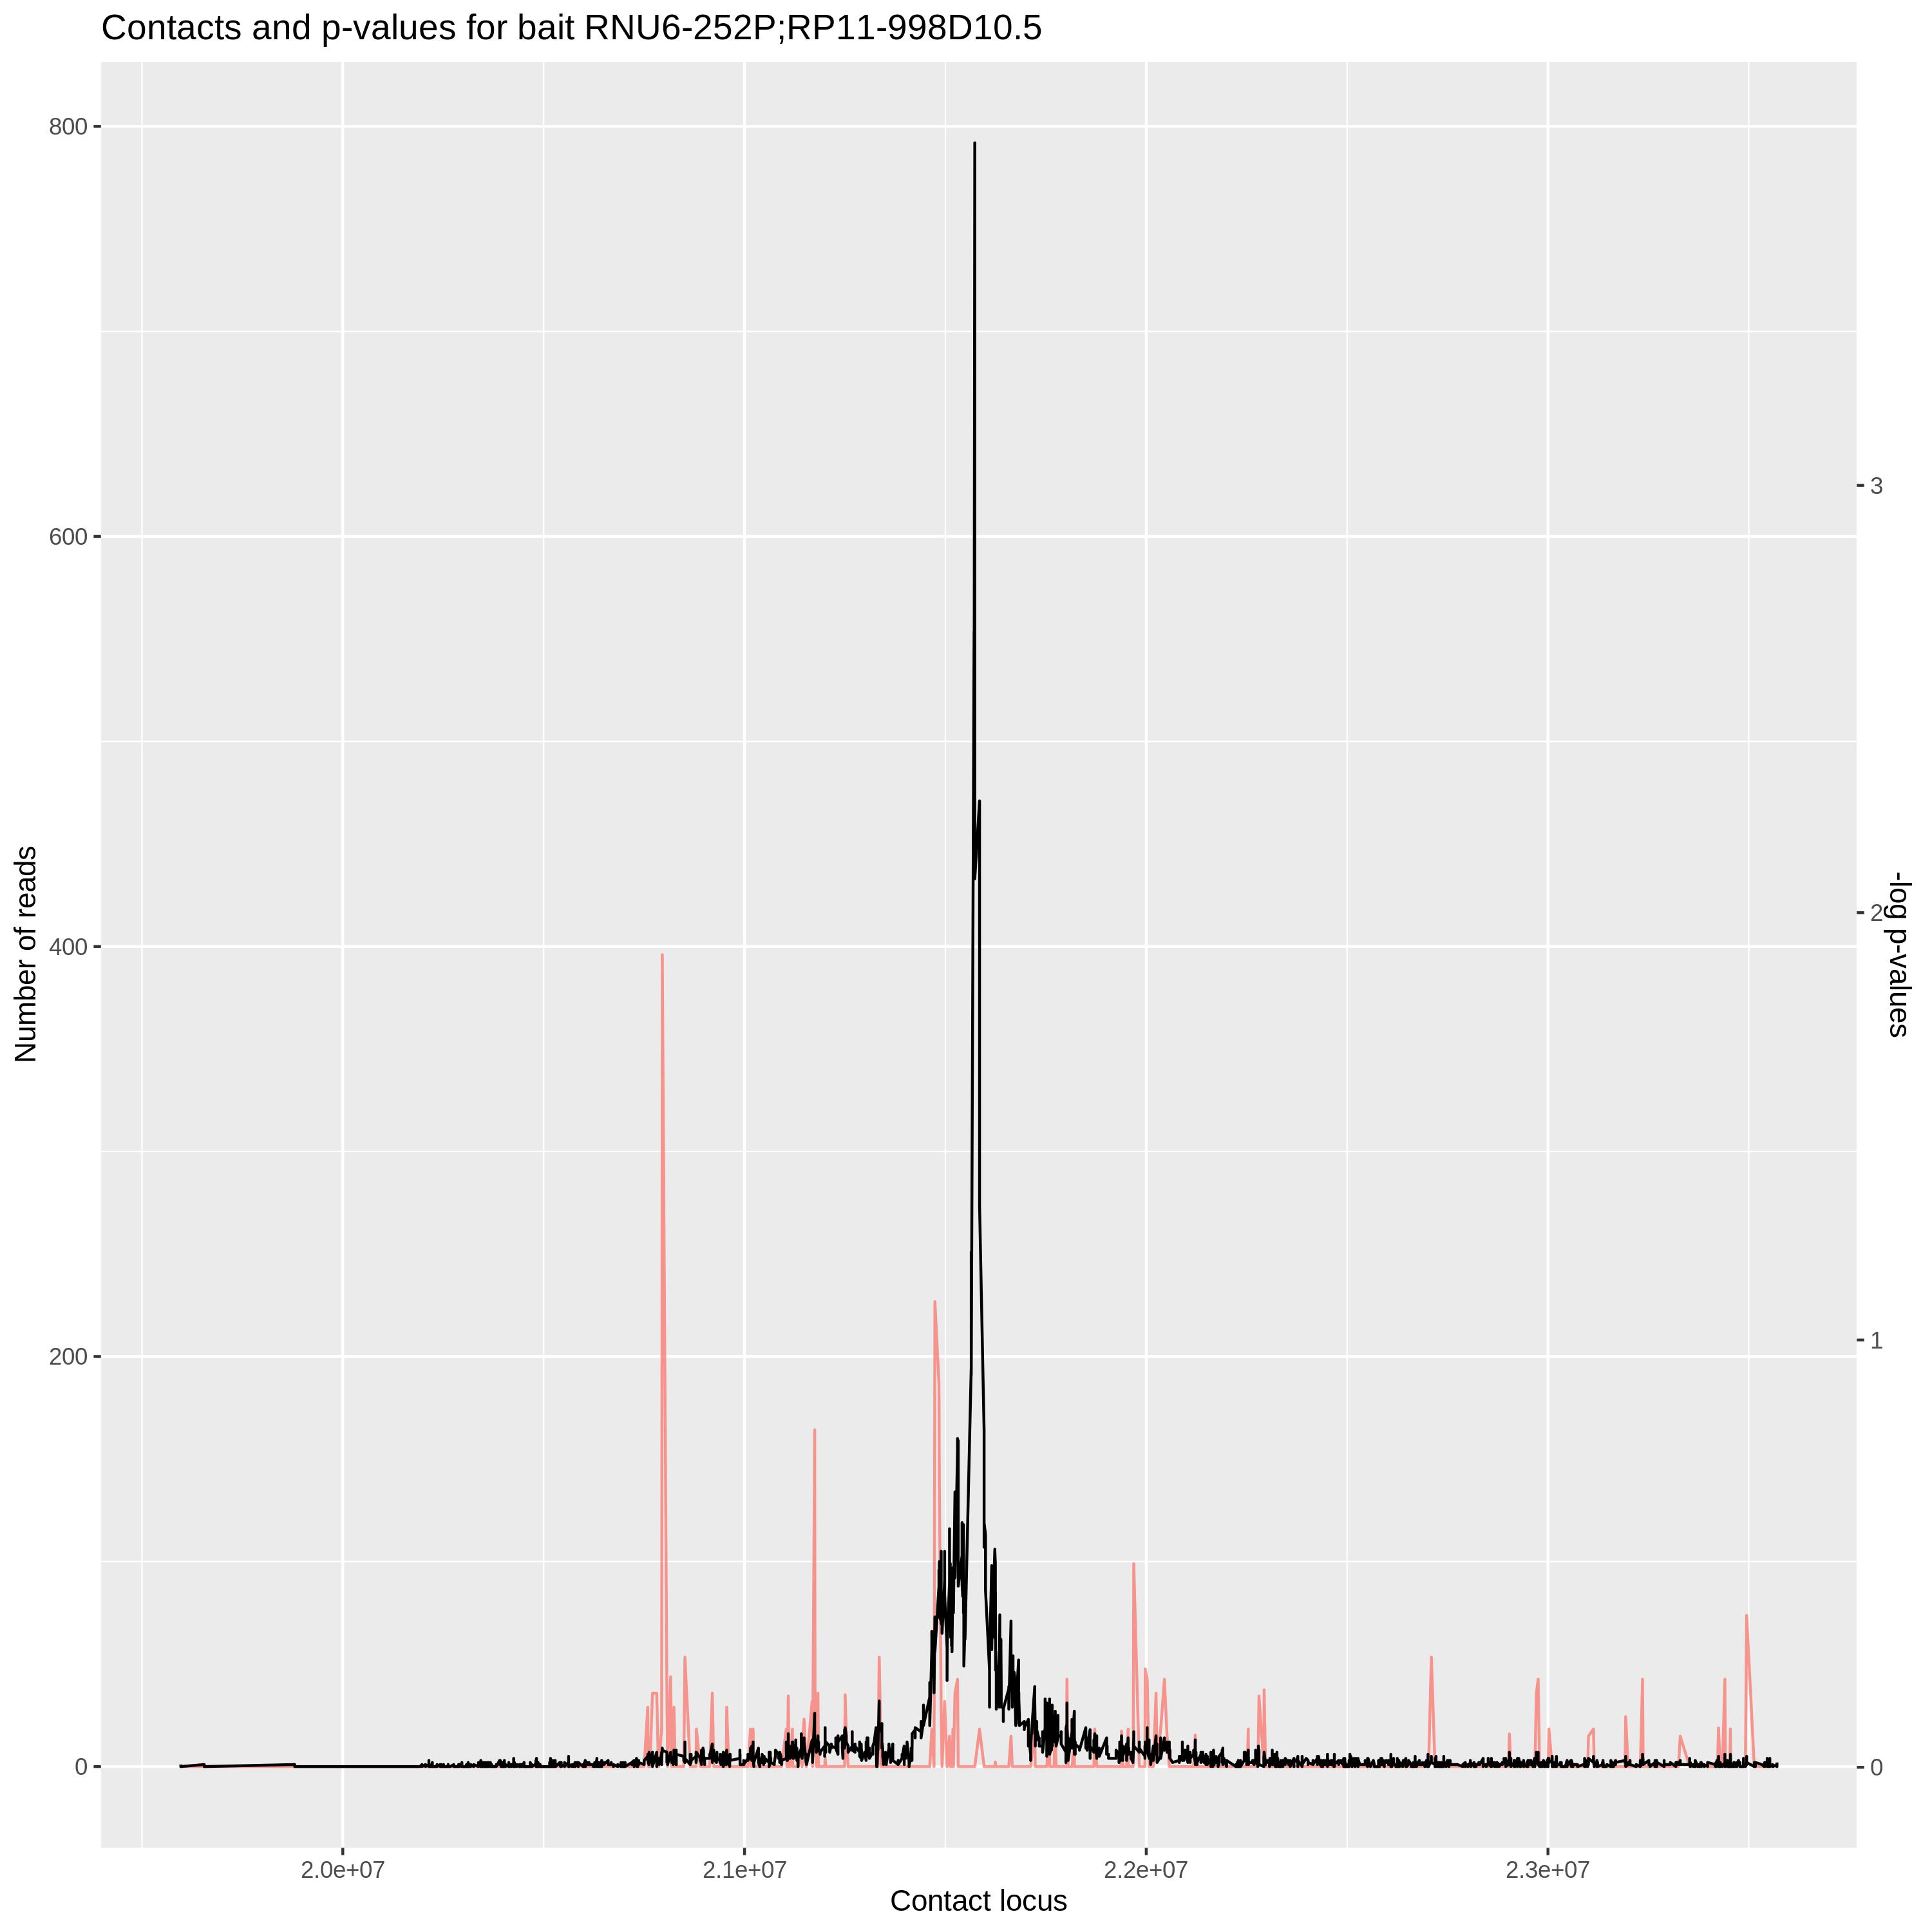 Contacts and p-values for bait RNU6-252P;RP11-998D10.5
800
600
400
200
0
Number of reads
3
2
1
0
-log p-values
2.0e+07
2.1e+07
2.2e+07
2.3e+07
Contact locus